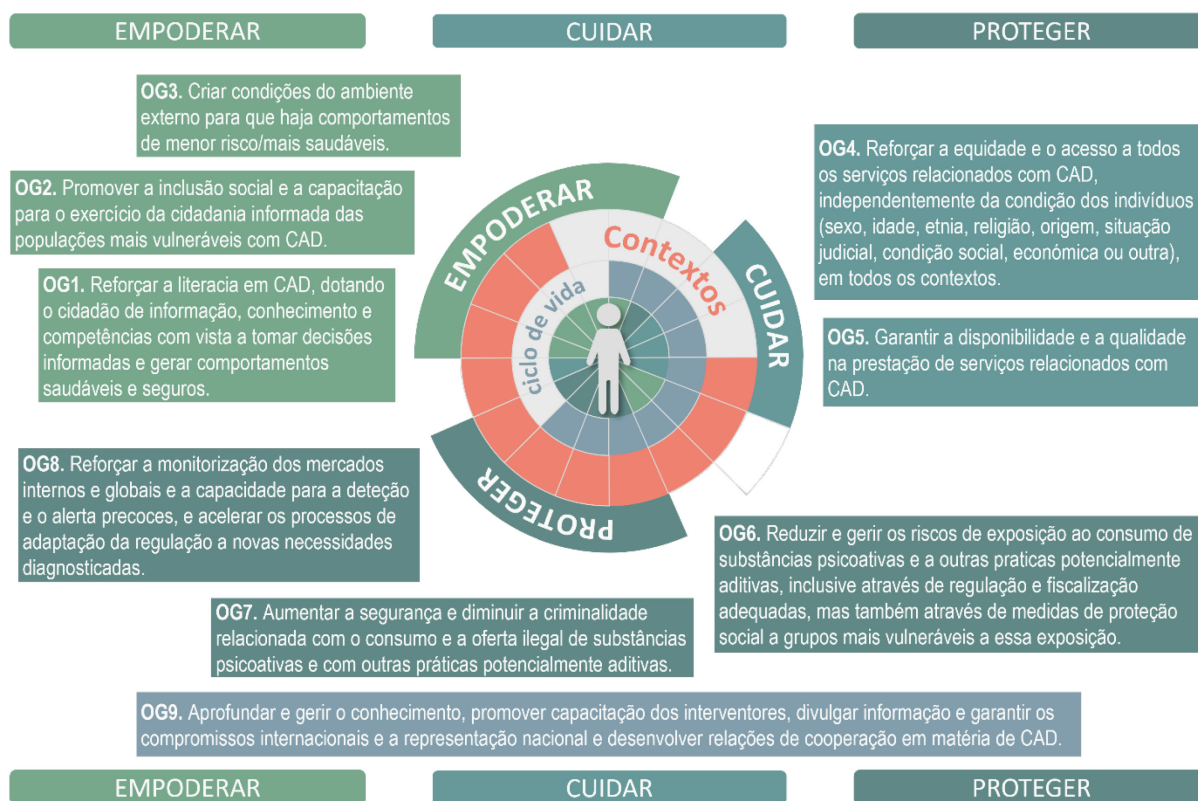 EMPODERAR
CUIDAR
PROTEGER
OG3. Criar condições do ambiente
externo para que haja comportamentos
de menor risco/mais saudáveis.
OG2. Promover a inclusão social e a capacitação
para o exercício da cidadania informada das
populações mais vulneráveis com CAD.
OG1. Reforçar a literacia em CAD, dotando
o cidadão de informação, conhecimento e
competências com vista a tomar decisões
informadas e gerar comportamentos
saudáveis e seguros.
EMPODERAR
Contextos
ciclo de vida
CUIDAR
PROTEGER
OG4. Reforçar a equidade e o acesso a todos
os serviços relacionados com CAD,
independentemente da condição dos indivíduos
(sexo, idade, etnia, religião, origem, situação
judicial, condição social, económica ou outra),
em todos os contextos.
OG5. Garantir a disponibilidade e a qualidade
na prestação de serviços relacionados com
CAD.
OG8. Reforçar a monitorização dos mercados
internos e globais e a capacidade para a deteção
e o alerta precoces, e acelerar os processos de
adaptação da regulação a novas necessidades
diagnosticadas.
OG6. Reduzir e gerir os riscos de exposição ao consumo de
substâncias psicoativas e a outras praticas potencialmente
aditivas, inclusive através de regulação e fiscalização
adequadas, mas também através de medidas de proteção
social a grupos mais vulneráveis a essa exposição.
OG7. Aumentar a segurança e diminuir a criminalidade
relacionada com o consumo e a oferta ilegal de substâncias
psicoativas e com outras práticas potencialmente aditivas.
OG9. Aprofundar e gerir o conhecimento, promover capacitação dos interventores, divulgar informação e garantir os
compromissos internacionais e a representação nacional e desenvolver relações de cooperação em matéria de CAD.
EMPODERAR
CUIDAR
PROTEGER